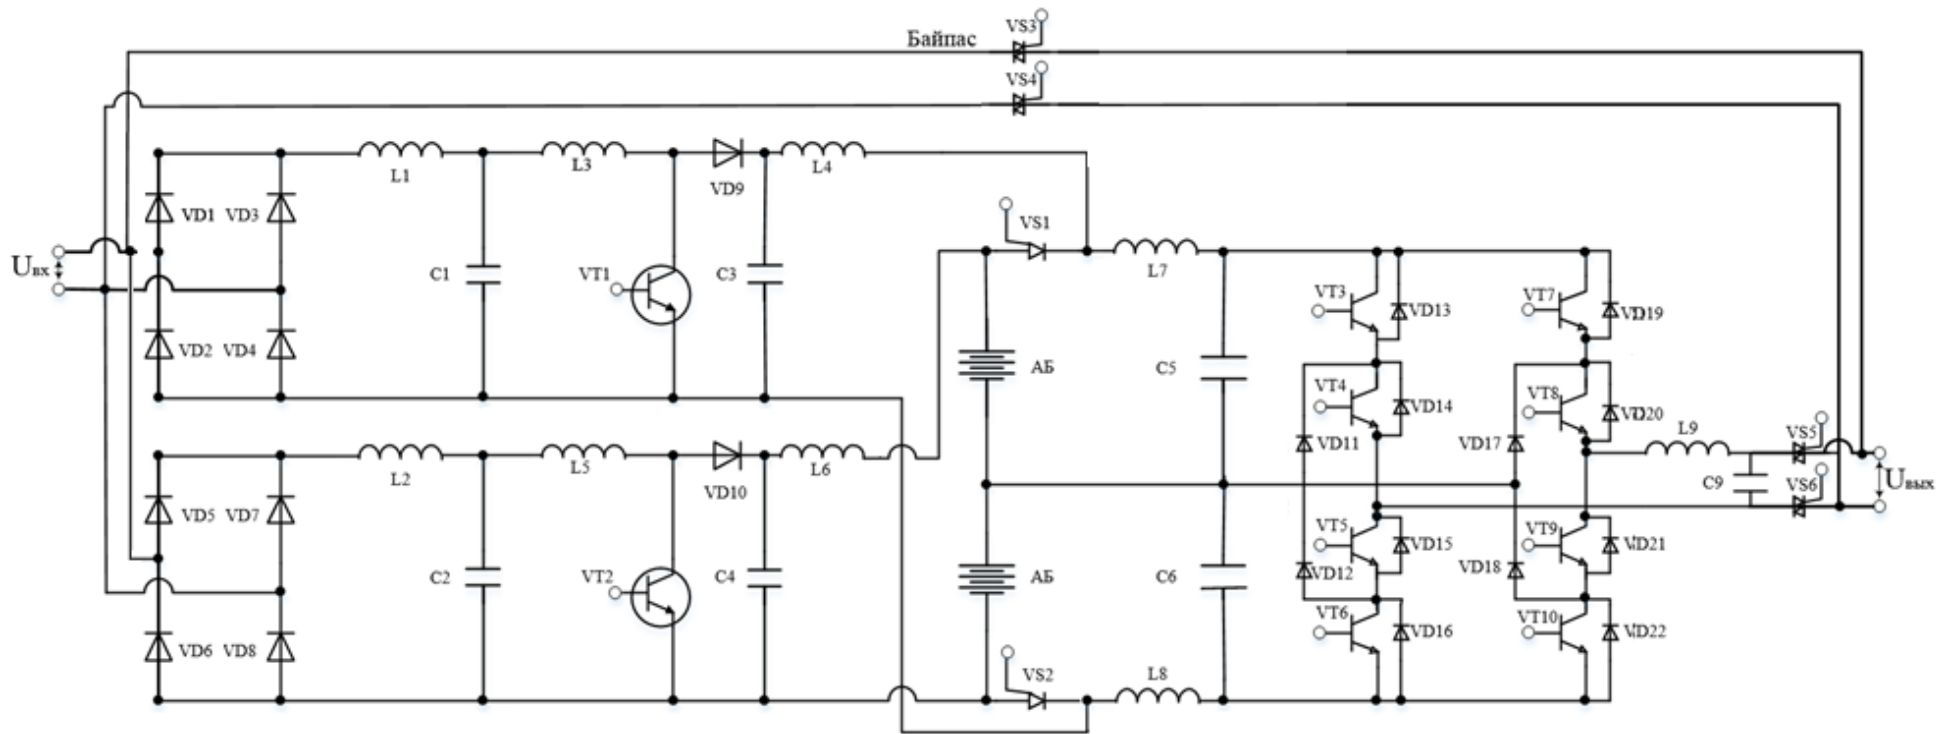 VS3
Байпас
VS4
L1
L3
VD9
L4
VD1
VD3
VS1
Uвх
C1
VT1
C3
L7
VT3
VD13
VT7
VD19
VD2
VD4
АБ
C5
VT4
VD14
VT8
VD20
VD11
VD17
L9
VS5
L2
L5
VD10
L6
C9
VS6
Uвых
VD5
VD7
C2
VT2
C4
АБ
C6
VT5
VD15
VT9
VD21
VD12
VD18
VT6
VD16
VT10
VD22
VD6
VD8
VS2
L8